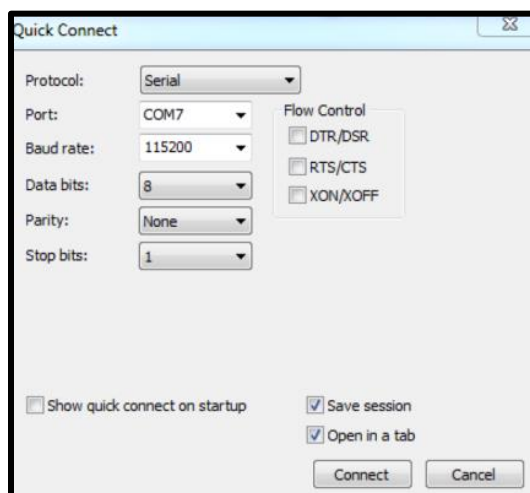 Quick Connect
Protocol: Serial
Port: COM7 Flow Control
DTR/DSR
Baud rate: 115200
RTS/CTS
Data bits: 8
XON/XOFF
Parity: None
Stop bits: 1
Show quick connect on startup Save session
Open in a tab
Connect Cancel